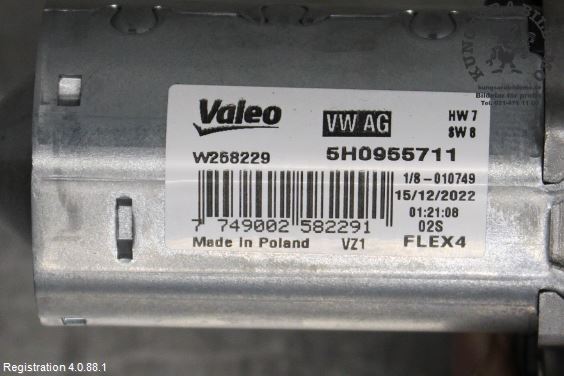 Valeo
VW AG
HW 7
SW 8
W258229
5H0955711
1/8-010749
15/12/2022
01:21:08
7 749002 582291
02S
Made in Poland
VZ1
FLEX4
Registration 4.0.88.1